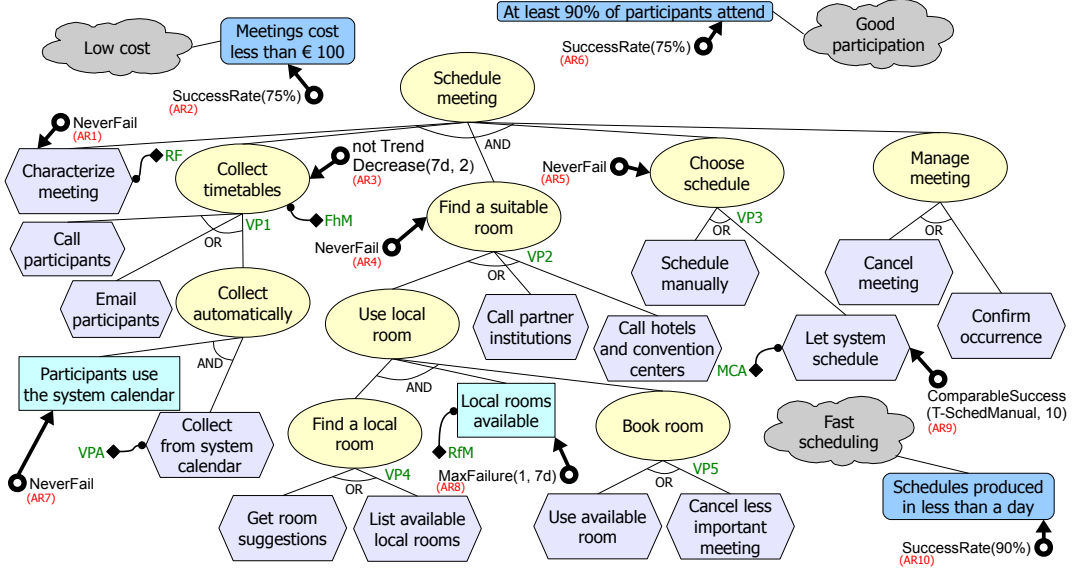 At least 90% of participants attend
Good
participation
Low cost
Meetings cost
less than € 100
SuccessRate(75%)
(AR6)
SuccessRate(75%)
(AR2)
Schedule
meeting
NeverFail
(AR1)
RF
AND
not Trend
Decrease(7d, 2)
(AR3)
NeverFail
(AR5)
Characterize
meeting
Collect
timetables
Choose
schedule
Manage
meeting
Find a suitable
room
VP1
OR
FhM
NeverFail
(AR4)
VP2
OR
VP3
OR
OR
Call
participants
Email
participants
Collect
automatically
Use local
room
Call partner
institutions
Call hotels
and convention
centers
Schedule
manually
Cancel
meeting
Let system
schedule
Confirm
occurrence
MCA
AND
AND
Participants use
the system calendar
ComparableSuccess
(T-SchedManual, 10)
(AR9)
Local rooms
available
Find a local
room
Book room
Fast
scheduling
VPA
Collect
from system
calendar
RfM
MaxFailure(1, 7d)
(AR8)
NeverFail
(AR7)
VP4
OR
VP5
OR
Get room
suggestions
List available
local rooms
Use available
room
Cancel less
important
meeting
Schedules produced
in less than a day
SuccessRate(90%)
(AR10)